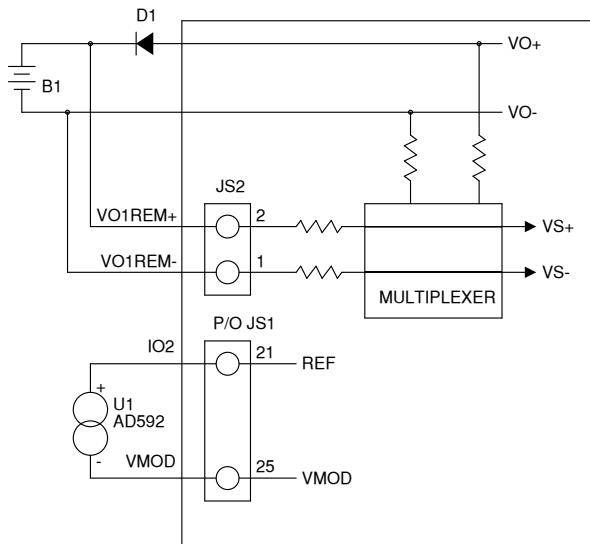 D1
VO+
B1
VO-
JS2
VO1REM+
2
VS+
VO1REM-
1
VS-
MULTIPLEXER
P/O JS1
IO2
21
REF
+
U1
AD592
-
VMOD
25
VMOD